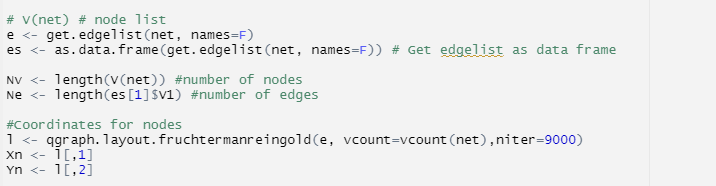 # V(net) # node list
e <- get.edgelist(net, names=F)
es <- as.data.frame(get.edgelist(net, names=F)) # Get edgelist as data frame
Nv <- length(V(net)) #number of nodes
Ne <- length(es[1]$V1) #number of edges
#Coordinates for nodes
l <- qgraph.layout.fruchtermanreingold(e, vcount=vcount(net),niter=9000)
Xn <- l[,1]
Yn <- l[,2]